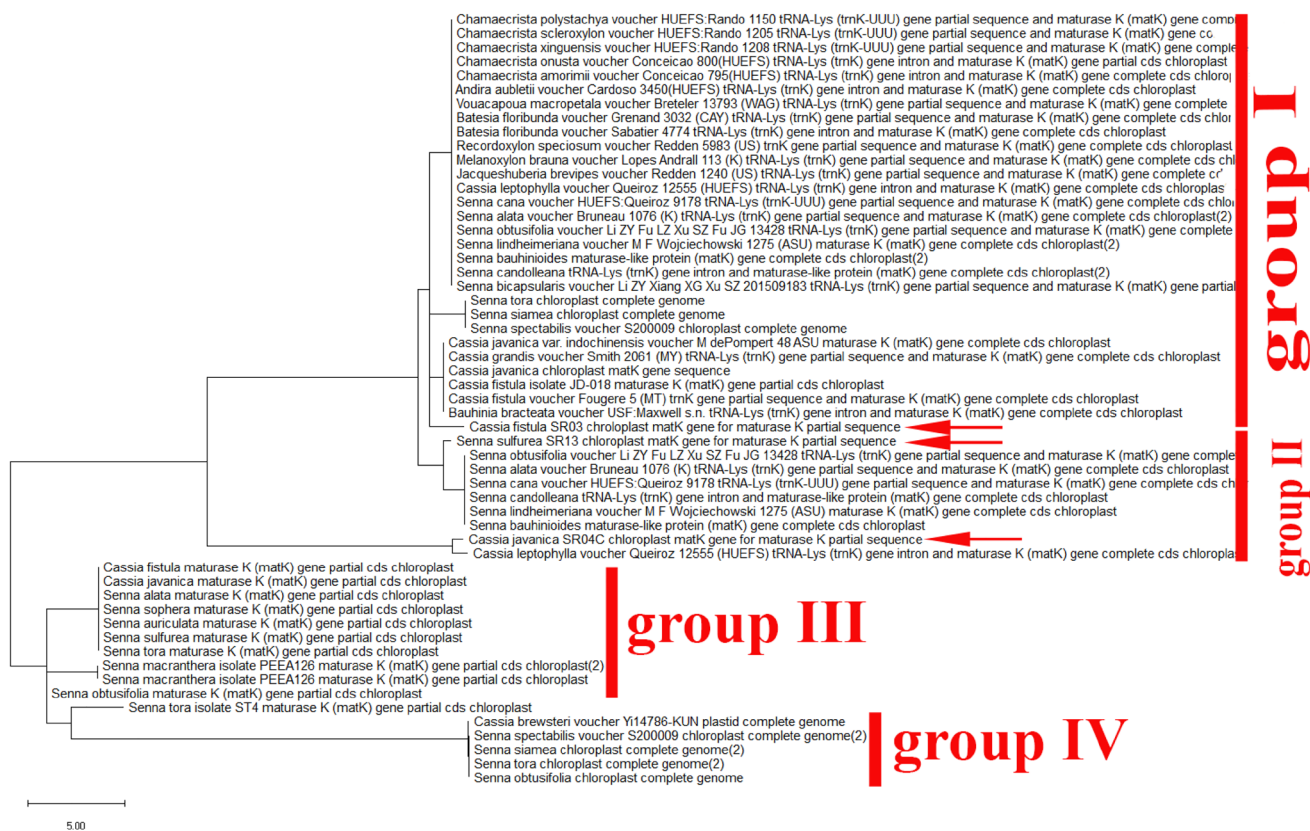 Chamaecrista polystachya voucher HUEFS:Rando 1150 tRNA-Lys (trnK-UUU) gene partial sequence and maturase K (matK) gene comp
Chamaecrista scleroxylon voucher HUEFS:Rando 1205 tRNA-Lys (trnK-UUU) gene partial sequence and maturase K (matK) gene co
Chamaecrista xinguensis voucher HUEFS:Rando 1208 tRNA-Lys (trnK-UUU) gene partial sequence and maturase K (matK) gene complete
Chamaecrista onusta voucher Conceicao 800(HUEFS) tRNA-Lys (trnK) gene intron and maturase K (matK) gene complete cds chloroplast
Chamaecrista amorimii voucher Conceicao 795(HUEFS) tRNA-Lys (trnK) gene intron and maturase K (matK) gene complete cds chlorop
Andira aubletii voucher Cardoso 3450(HUEFS) tRNA-Lys (trnK) gene intron and maturase K (matK) gene complete cds chloroplast
Vouacapoua macropetala voucher Breteler 13793 (WAG) tRNA-Lys (trnK) gene partial sequence and maturase K (matK) gene complete
Batesia floribunda voucher Grenand 3032 (CAY) tRNA-Lys (trnK) gene partial sequence and maturase K (matK) gene complete cds chlor
Batesia floribunda voucher Sabatier 4774 tRNA-Lys (trnK) gene intron and maturase K (matK) gene complete cds chloroplast
Recordoxylon speciosum voucher Redden 5983 (US) trnK gene partial sequence and maturase K (matK) gene complete cds chloroplast
Melanoxylon brauna voucher Lopes Andrall 113 (K) tRNA-Lys (trnK) gene partial sequence and maturase K (matK) gene complete cds chl
Jacqueshuberia brevipes voucher Redden 1240 (US) tRNA-Lys (trnK) gene partial sequence and maturase K (matK) gene complete
Cassia leptophylla voucher Queiroz 12555 (HUEFS) tRNA-Lys (trnK) gene intron and maturase K (matK) gene complete cds chloroplast
Senna cana voucher HUEFS:Queiroz 9178 tRNA-Lys (trnK-UUU) gene partial sequence and maturase K (matK) gene complete cds chlo
Senna alata voucher Bruneau 1076 (K) tRNA-Lys (trnK) gene partial sequence and maturase K (matK) gene complete cds chloroplast(2)
Senna obtusifolia voucher Li ZY Fu LZ Xu SZ Fu JG 13428 tRNA-Lys (trnK) gene partial sequence and maturase K (matK) gene complete
Senna lindheimeriana voucher M F Wojciechowski 1275 (ASU) maturase K (matK) gene complete cds chloroplast(2)
Senna bauhinioides maturase-like protein (matK) gene complete cds chloroplast(2)
Senna candolleana tRNA-Lys (trnK) gene intron and maturase-like protein (matK) gene complete cds chloroplast(2)
Senna bicapsularis voucher Li ZY Xiang XG Xu SZ 201509183 tRNA-Lys (trnK) gene partial sequence and maturase K (matK) gene partial
Senna tora chloroplast complete genome
Senna siamea chloroplast complete genome
Senna spectabilis voucher S200009 chloroplast complete genome
Cassia javanica var. indochinensis voucher M dePompert 48 ASU maturase K (matK) gene complete cds chloroplast
Cassia grandis voucher Smith 2061 (MY) tRNA-Lys (trnK) gene partial sequence and maturase K (matK) gene complete cds chloroplast
Cassia javanica chloroplast matK gene sequence
Cassia fistula isolate JD-018 maturase K (matK) gene partial cds chloroplast
Cassia fistula voucher Fougere 5 (MT) trnK gene partial sequence and maturase K (matK) gene complete cds chloroplast
Bauhinia bracteata voucher USF:Maxwell s.n. tRNA-Lys (trnK) gene intron and maturase K (matK) gene complete cds chloroplast
Cassia fistula SR03 chroloplast matK gene for maturase K partial sequence
group I
Senna sulfurea SR13 chloroplast matK gene for maturase K partial sequence
Senna obtusifolia voucher Li ZY Fu LZ Xu SZ Fu JG 13428 tRNA-Lys (trnK) gene partial sequence and maturase K (matK) gene complete
Senna alata voucher Bruneau 1076 (K) tRNA-Lys (trnK) gene partial sequence and maturase K (matK) gene complete cds chloroplast
Senna cana voucher HUEFS:Queiroz 9178 tRNA-Lys (trnK-UUU) gene partial sequence and maturase K (matK) gene complete cds ch
Senna candolleana tRNA-Lys (trnK) gene intron and maturase-like protein (matK) gene complete cds chloroplast
Senna lindheimeriana voucher M F Wojciechowski 1275 (ASU) maturase K (matK) gene complete cds chloroplast
Senna bauhinioides maturase-like protein (matK) gene complete cds chloroplast
Cassia javanica SR04C chloroplast matK gene for maturase K partial sequence
Cassia leptophylla voucher Queiroz 12555 (HUEFS) tRNA-Lys (trnK) gene intron and maturase K (matK) gene complete cds chloroplas
group II
Cassia fistula maturase K (matK) gene partial cds chloroplast
Cassia javanica maturase K (matK) gene partial cds chloroplast
Senna alata maturase K (matK) gene partial cds chloroplast
Senna sophera maturase K (matK) gene partial cds chloroplast
Senna auriculata maturase K (matK) gene partial cds chloroplast
Senna sulfurea maturase K (matK) gene partial cds chloroplast
Senna tora maturase K (matK) gene partial cds chloroplast
Senna macranthera isolate PEEA126 maturase K (matK) gene partial cds chloroplast(2)
Senna macranthera isolate PEEA126 maturase K (matK) gene partial cds chloroplast
Senna obtusifolia maturase K (matK) gene partial cds chloroplast
group III
Senna tora isolate ST4 maturase K (matK) gene partial cds chloroplast
Cassia brewsteri voucher Yi14786-KUN plastid complete genome
Senna spectabilis voucher S200009 chloroplast complete genome(2)
Senna siamea chloroplast complete genome(2)
Senna tora chloroplast complete genome(2)
Senna obtusifolia chloroplast complete genome
group IV
5.00